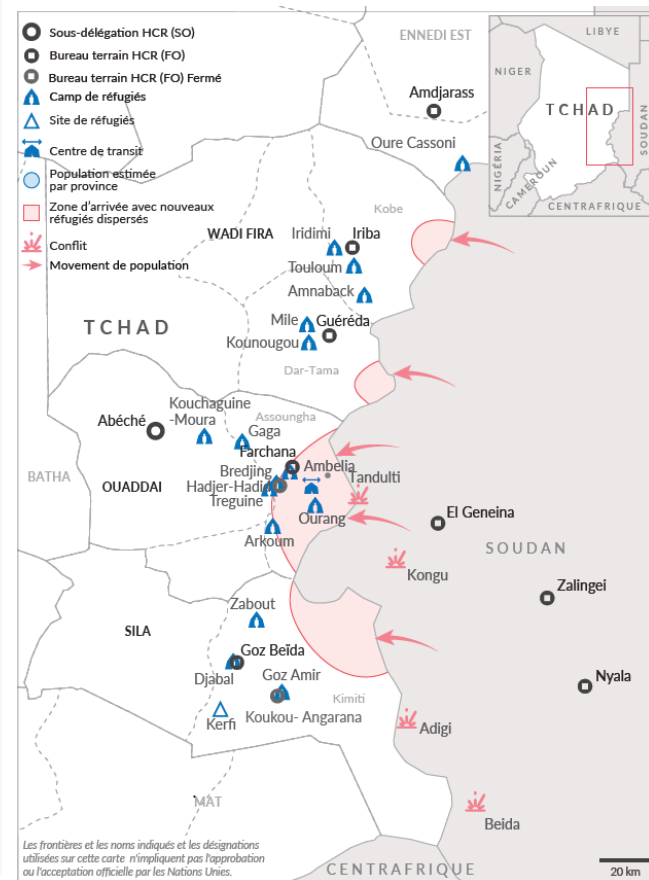 Sous-délégation HCR (SO)
Bureau terrain HCR (FO)
Bureau terrain HCR (FO) Fermé
Camp de réfugiés
Site de réfugiés
Centre de transit
Population estimée
par province
Zone d'arrivée avec nouveaux
réfugiés dispersés
Conflit
Movement de population
ENNEDI EST
Amdjarass
Oure Cassoni
LIBYE
NIGER
TCHAD
SOUDAN
NIGÉRIA
CAMEROUN
CENTRAFRIQUE
Kobe
WADI FIRA
Iridimi
Iriba
Touloum
Amnaback
TCHAD
Mile
Guéréda
Kounougou
Dar-Tama
Kouchaguine
-Moura
Abéché
Assoungha
Gaga
Farchana
BATHA
OUADDAI
Bredjing
Ambelia
Hadjer-Hadid
Tandulti
Treguine
Ourang
El Geneina
Arkoum
SOUDAN
Kongu
Zalingei
Zabout
SILA
Goz Beïda
Djabal
Goz Amir
Nyala
Kimiti
Kerfi
Koukou- Angarana
Adigi
MAT
Beida
Les frontières et les noms indiqués et les désignations
utilisées sur cette carte n'impliquent pas l'approbation
ou l'acceptation officielle par les Nations Unies.
CENTRAFRIQUE
20 km